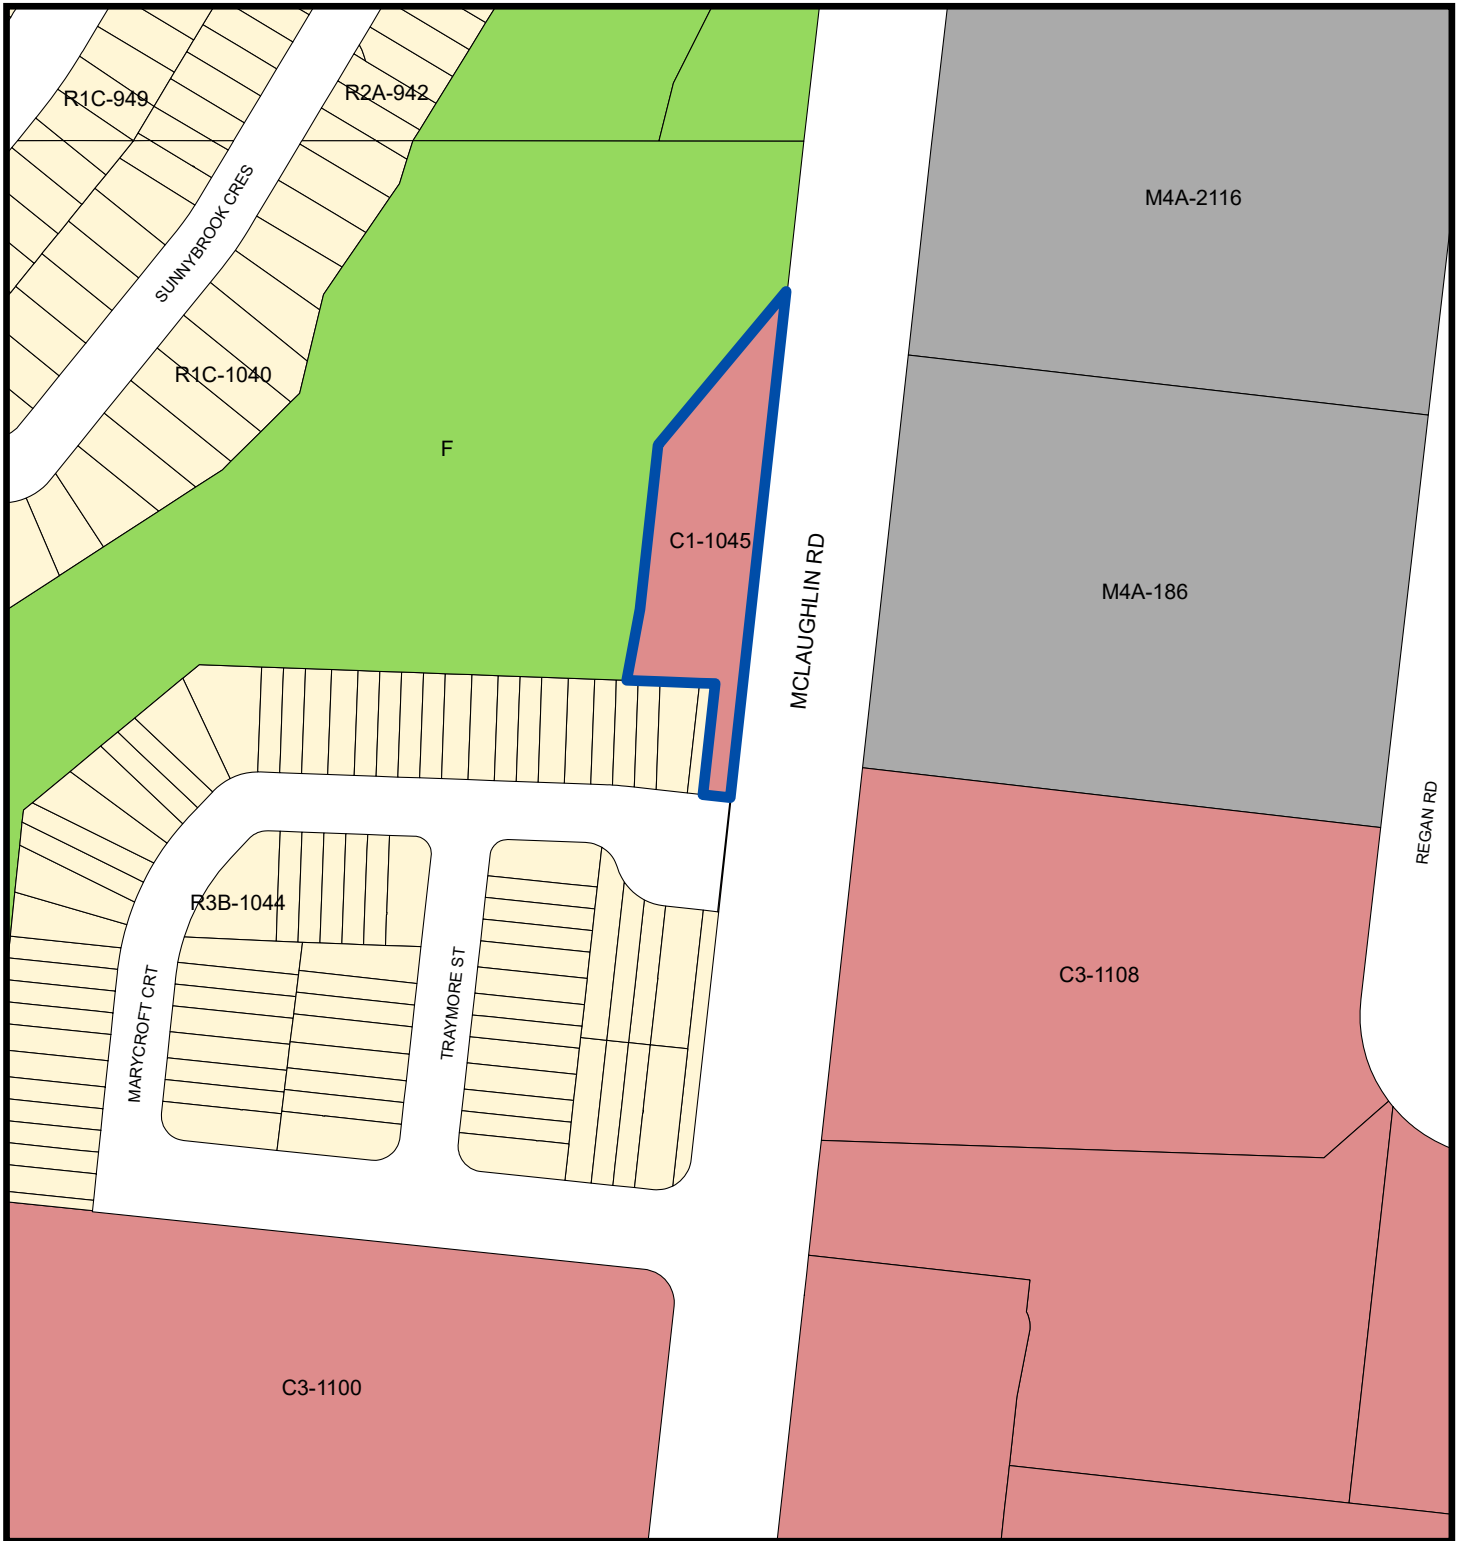 R1C-949
R2A-942
M4A-2116
SUNNYBROOK CRES
R1C-1040
F
C1-1045
MCLAUGHLIN RD
M4A-186
REGAN RD
R3B-1044
C3-1108
MARYCROFT CRT
TRAYMORE ST
C3-1100